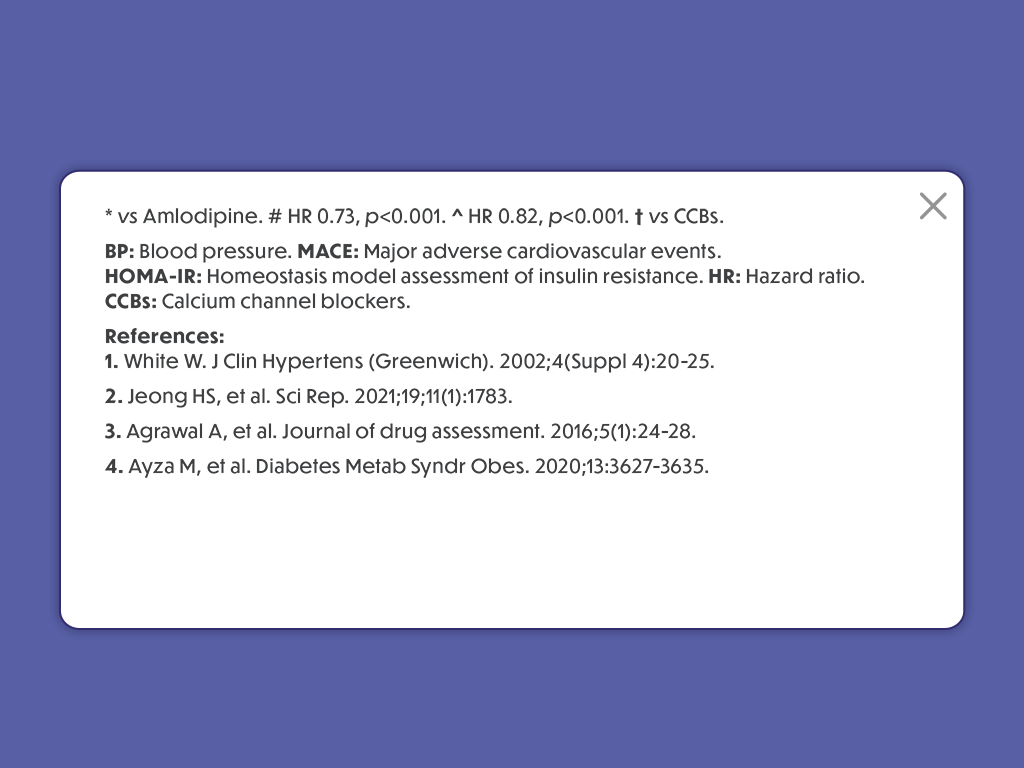 * vs Amlodipine. # HR 0.73, p<0.001. ^ HR 0.82, p<0.001. † vs CCBs.
BP: Blood pressure. MACE: Major adverse cardiovascular events.
HOMA-IR: Homeostasis model assessment of insulin resistance. HR: Hazard ratio.
CCBs: Calcium channel blockers.
References:
1. White W. J Clin Hypertens (Greenwich). 2002;4(Suppl 4):20-25.
2. Jeong HS, et al. Sci Rep. 2021;19;11(1):1783.
3. Agrawal A, et al. Journal of drug assessment. 2016;5(1):24-28.
4. Ayza M, et al. Diabetes Metab Syndr Obes. 2020;13:3627-3635.